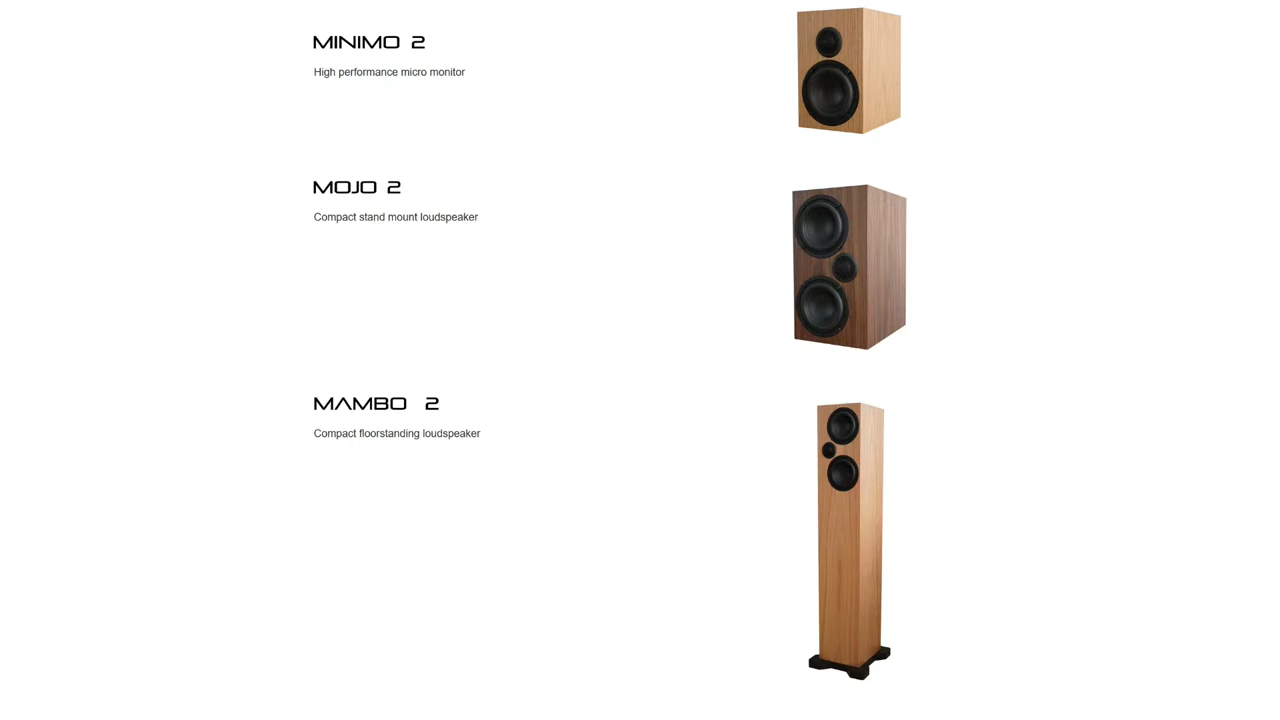 MINIMO 2
High performance micro monitor
MOJO 2
Compact stand mount loudspeaker
MAMBO 2
Compact floorstanding loudspeaker